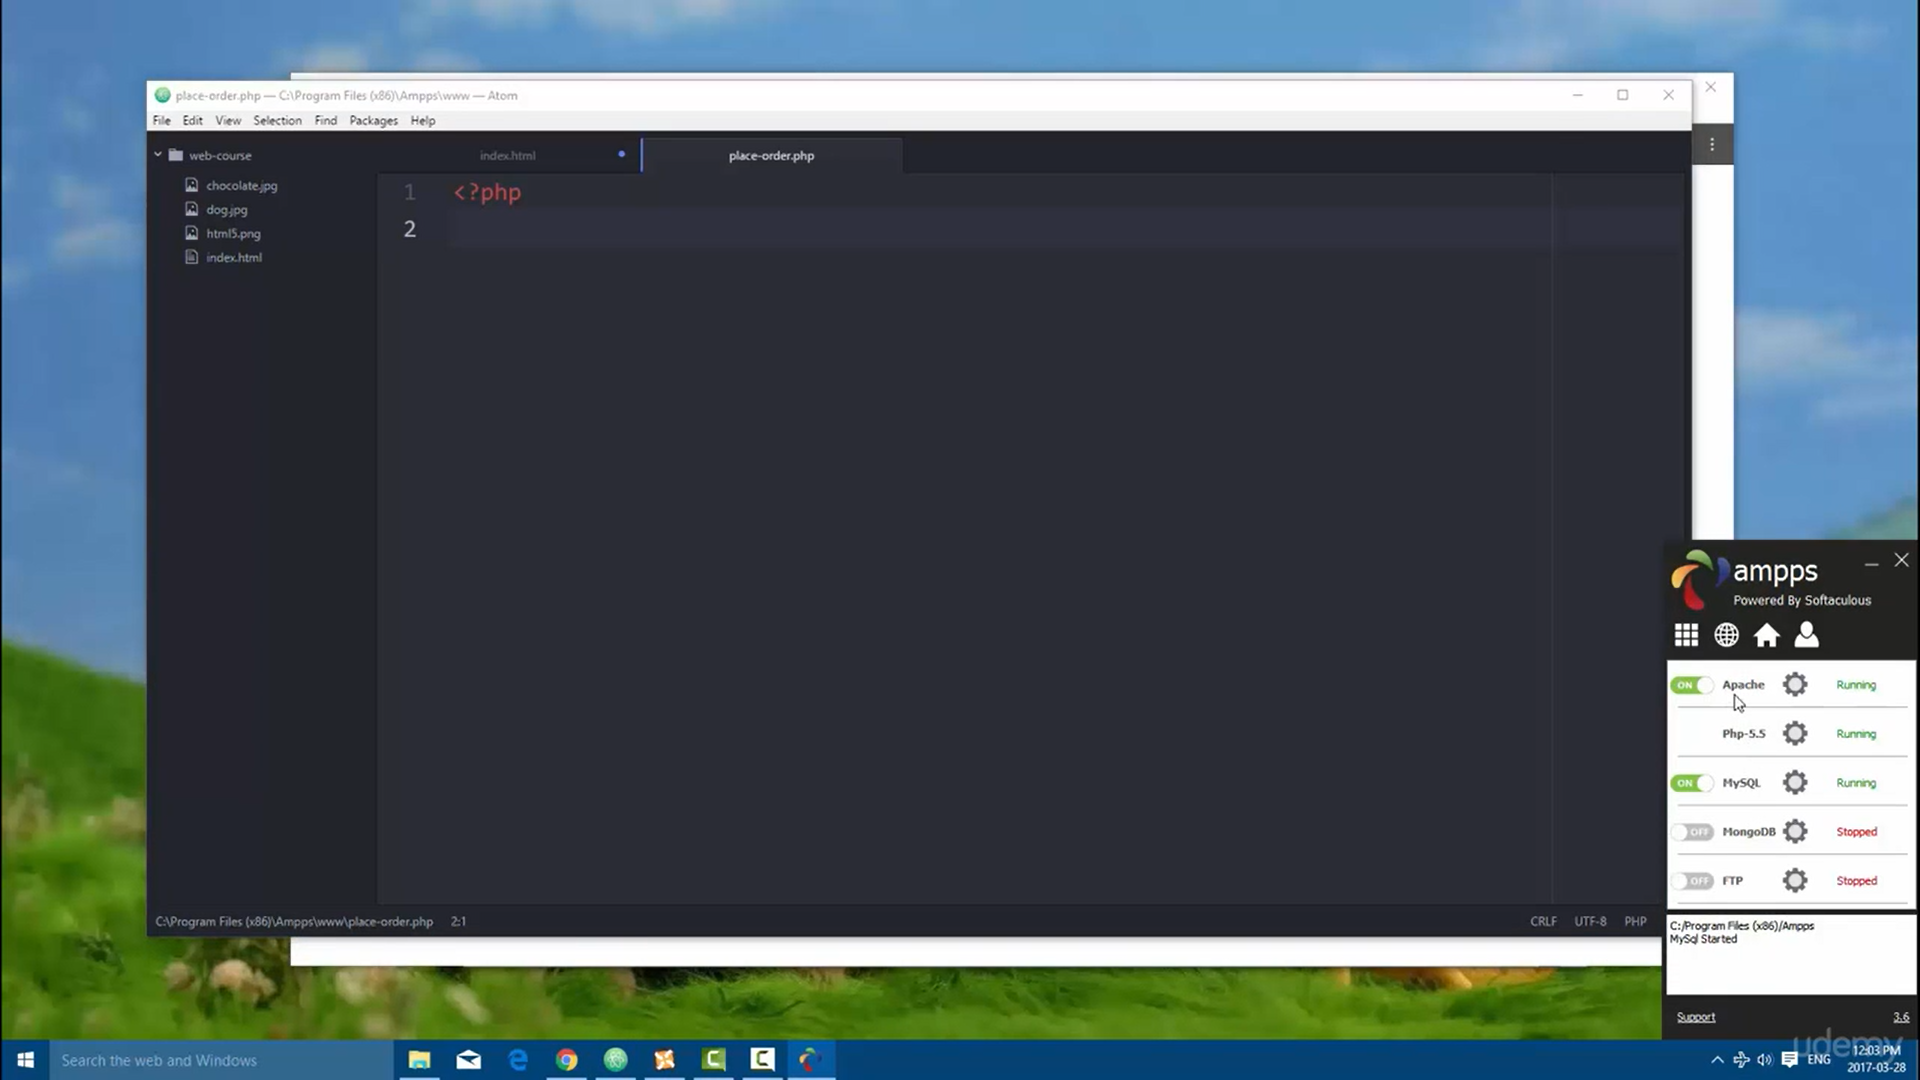 place-order.php — C:\Program Files (x86)\Ampps\www — Atom
File Edit View Selection Find Packages Help
web-course
chocolate.jpg
dog.jpg
html5.png
index.html
index.html
place-order.php
1 <?php
2
C:\Program Files (x86)\Ampps\www\place-order.php 2:1
CRLF UTF-8 PHP
ampps
Powered By Softaculous
ON Apache Running
Php-5.5 Running
ON MySQL Running
OFF MongoDB Stopped
OFF FTP Stopped
C:/Program Files (x86)/Ampps
MySql Started
Support 3.6
Search the web and Windows
ENG
12:03 PM
2017-03-28
udemy